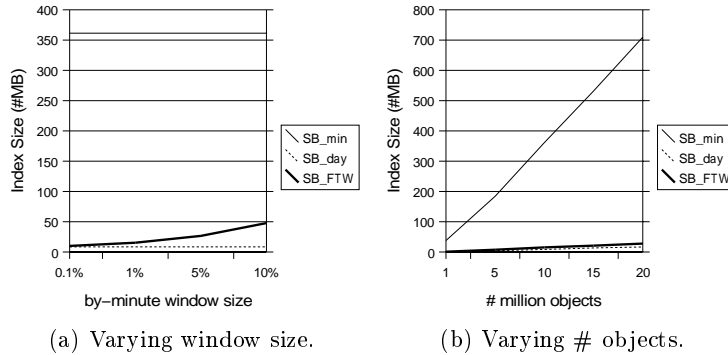 400
350
300
250
200
150
100
50
0
Index Size (#MB)
0.1% 1% 5% 10%
by−minute window size
SB_min
SB_day
SB_FTW
(a) Varying window size.
800
700
600
500
400
300
200
100
0
Index Size (#MB)
1 5 10 15 20
# million objects
SB_min
SB_day
SB_FTW
(b) Varying # objects.